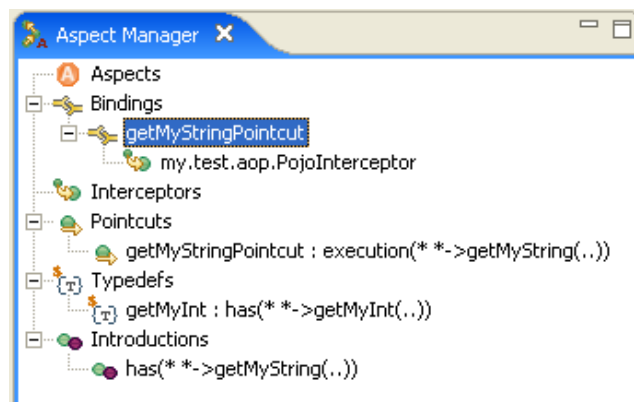 Aspect Manager
Aspects
Bindings
getMyStringPointcut
my.test.aop.PojoInterceptor
Interceptors
Pointcuts
getMyStringPointcut : execution(* *->getMyString(..))
Typedefs
getMyInt : has(* *->getMyInt(..))
Introductions
has(* *->getMyString(..))